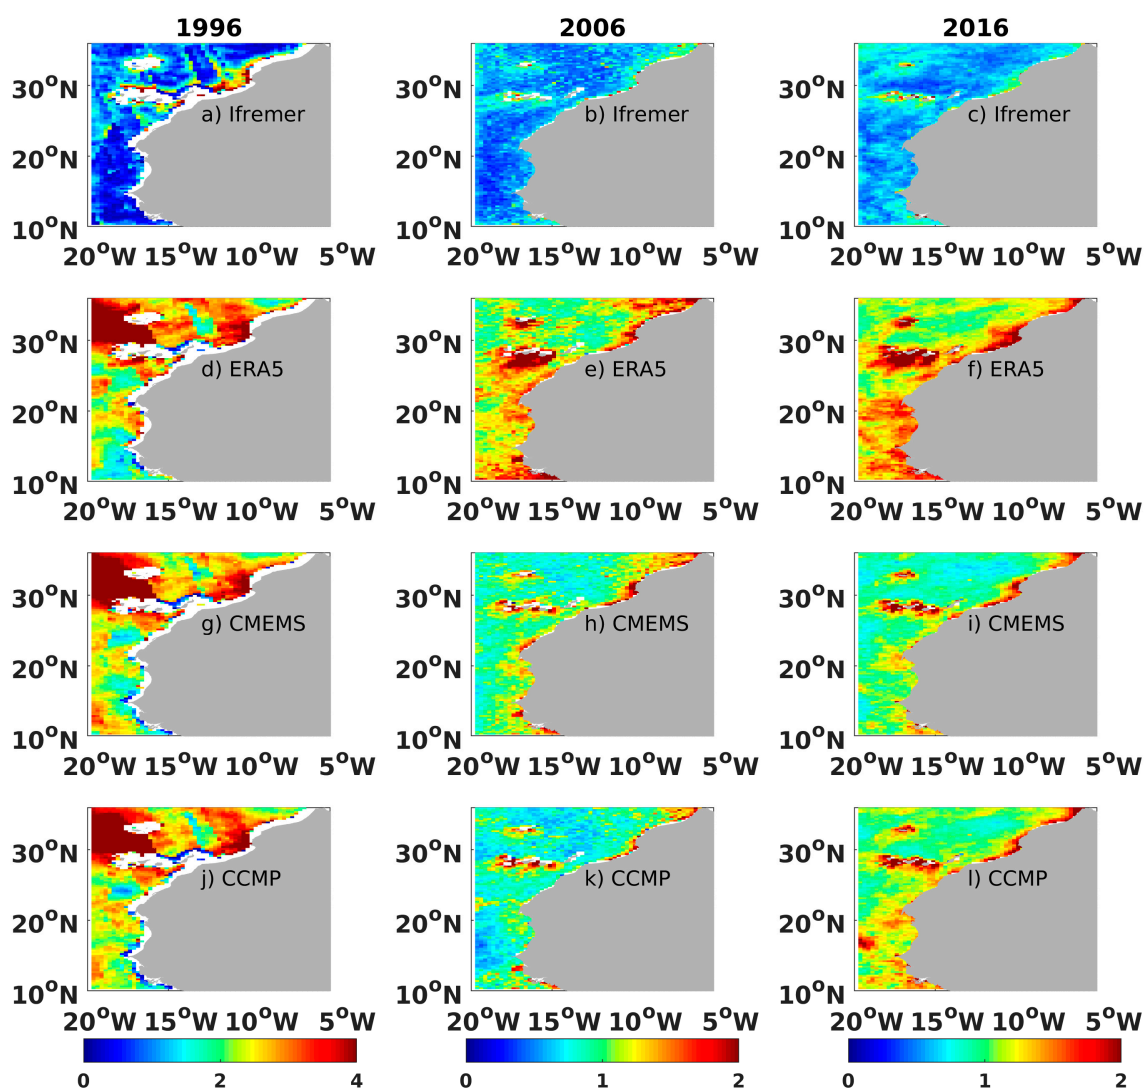 1996 2006 2016
30°N 30°N 30°N
a) Ifremer b) Ifremer c) Ifremer
20°N 20°N 20°N
10°N 10°N 10°N
20°W 15°W 10°W 5°W 20°W 15°W 10°W 5°W 20°W 15°W 10°W 5°W
30°N 30°N 30°N
d) ERA5 e) ERA5 f) ERA5
20°N 20°N 20°N
10°N 10°N 10°N
20°W 15°W 10°W 5°W 20°W 15°W 10°W 5°W 20°W 15°W 10°W 5°W
30°N 30°N 30°N
g) CMEMS h) CMEMS i) CMEMS
20°N 20°N 20°N
10°N 10°N 10°N
20°W 15°W 10°W 5°W 20°W 15°W 10°W 5°W 20°W 15°W 10°W 5°W
30°N 30°N 30°N
j) CCMP k) CCMP l) CCMP
20°N 20°N 20°N
10°N 10°N 10°N
20°W 15°W 10°W 5°W 20°W 15°W 10°W 5°W 20°W 15°W 10°W 5°W
0 2 4 0 1 2 0 1 2